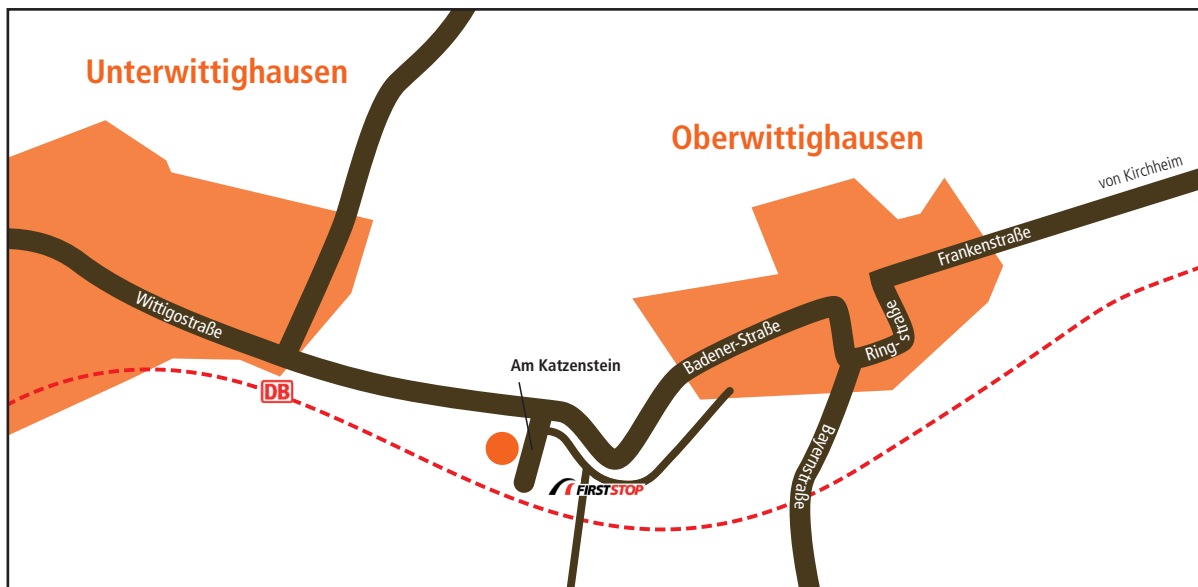 Unterwittighausen
Oberwittighausen
von Kirchheim
Frankenstraße
Wittigostraße
Ring-
straße
Badener-Straße
Am Katzenstein
DB
Bayernstraße
FIRSTSTOP